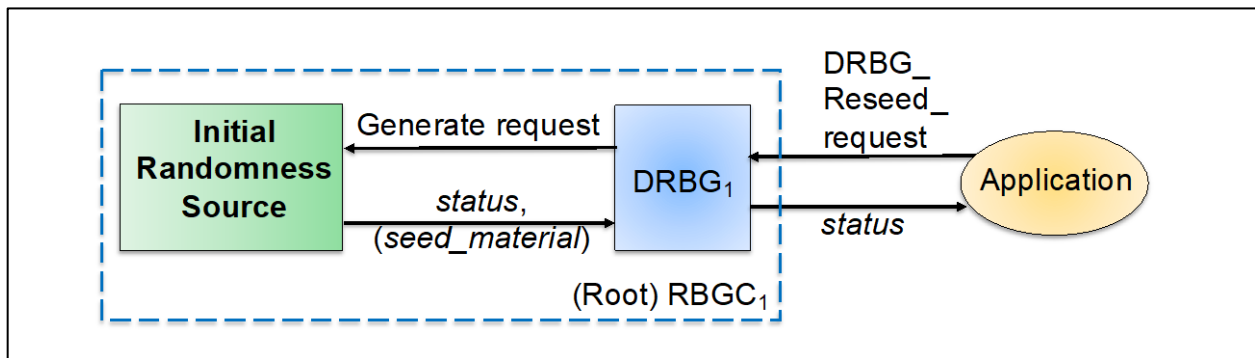 Initial
Randomness
Source
Generate request
status,
(seed_material)
DRBG₁
(Root) RBGC₁
DRBG_
Reseed_
request
status
Application